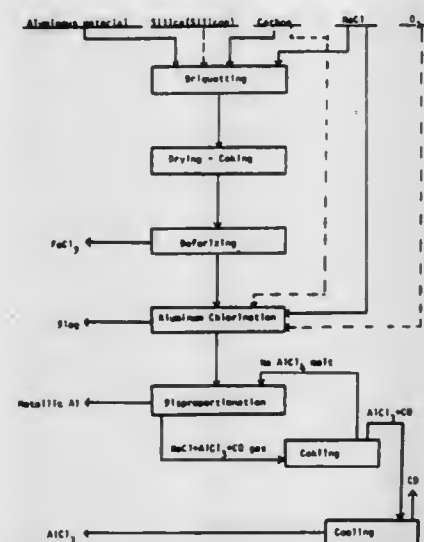 Aluminous material Silica(Silicon) Carbon NaCl O2
Briquetting
Drying - Coking
FeCl3
Deferizing
Aluminum Chlorination
Slag
Na AlCl4 melt
Metallic Al
Disproportionation
AlCl3+CO
NaCl+AlCl3+CO gas
Cooling
CO
AlCl3
Cooling